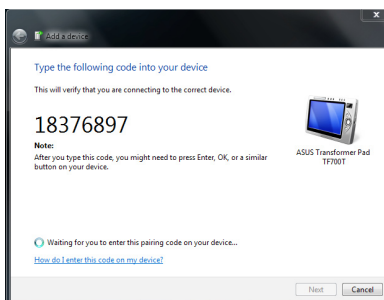 Add a device
Type the following code into your device
This will verify that you are connecting to the correct device.
18376897
Note:
After you type this code, you might need to press Enter, OK, or a similar
button on your device.
ASUS Transformer Pad
TF700T
Waiting for you to enter this pairing code on your device...
How do I enter this code on my device?
Next
Cancel